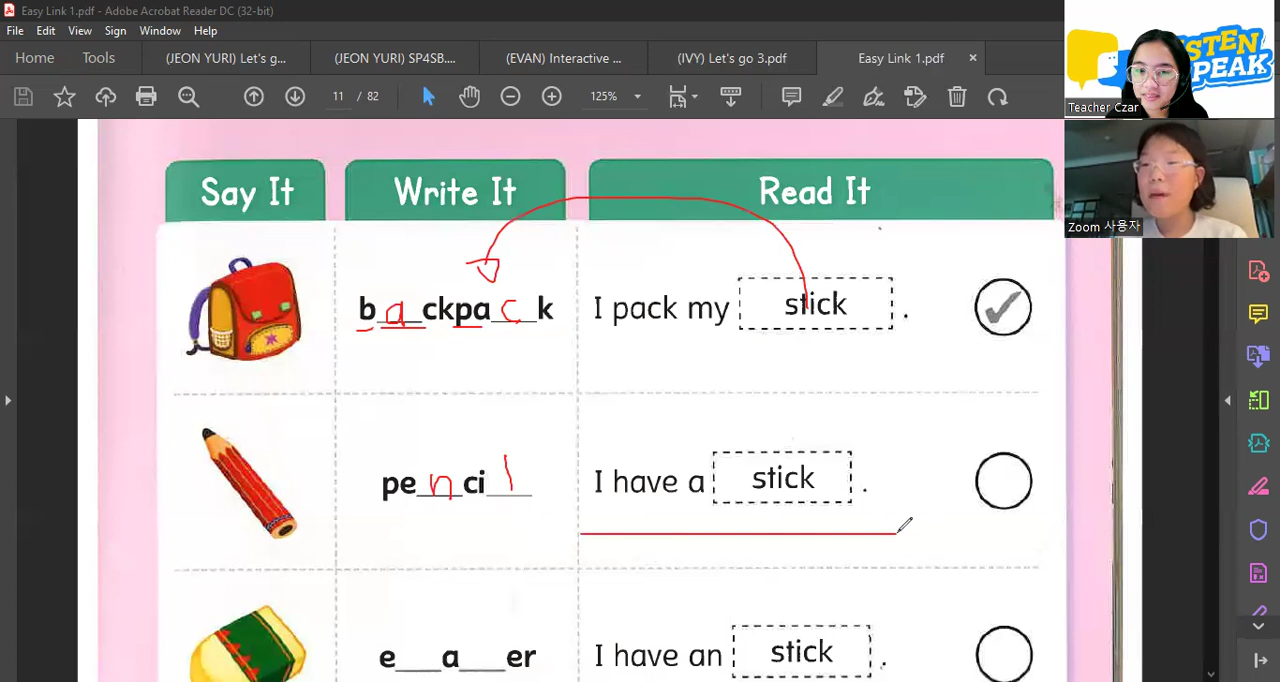 Easy Link 1.pdf - Adobe Acrobat Reader DC (32-bit)
File Edit View Sign Window Help
Home Tools (JEON YURI) Let's g... (JEON YURI) SP4SB.... (EVAN) Interactive ... (IVY) Let's go 3.pdf Easy Link 1.pdf ×
11 / 82 125%
Teacher Czar
Zoom 사용자
SPEAK
Say It Write It Read It
backpack I pack my stick .
pencil I have a stick .
e___a___er I have an stick .